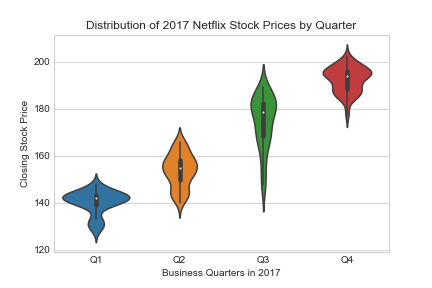 Distribution of 2017 Netflix Stock Prices by Quarter
Closing Stock Price
200
180
160
140
120
Q1 Q2 Q3 Q4
Business Quarters in 2017